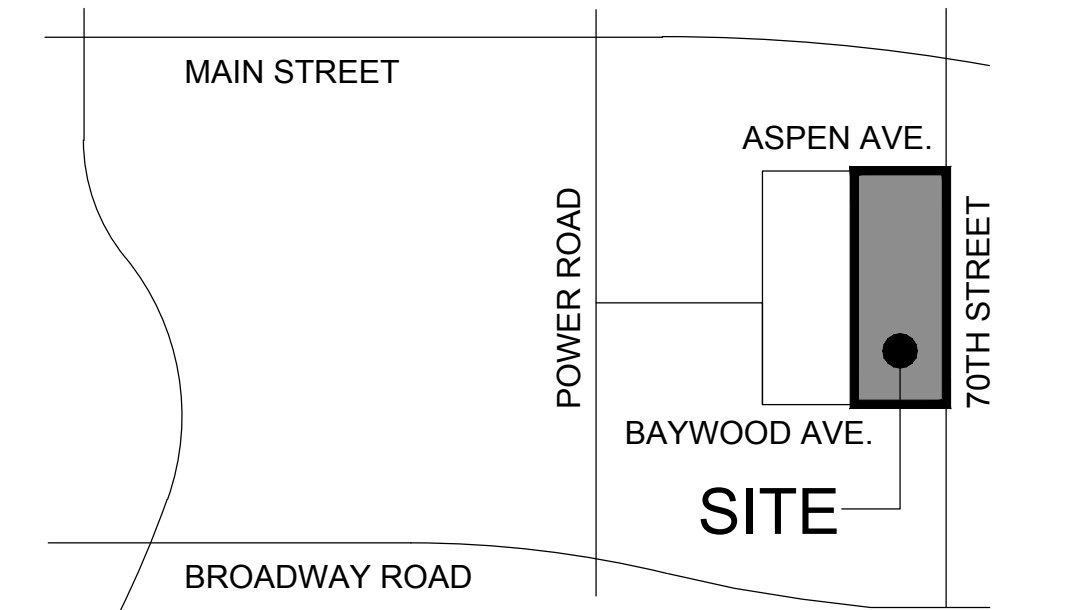 MAIN STREET
ASPEN AVE.
POWER ROAD
70TH STREET
BAYWOOD AVE.
SITE
BROADWAY ROAD